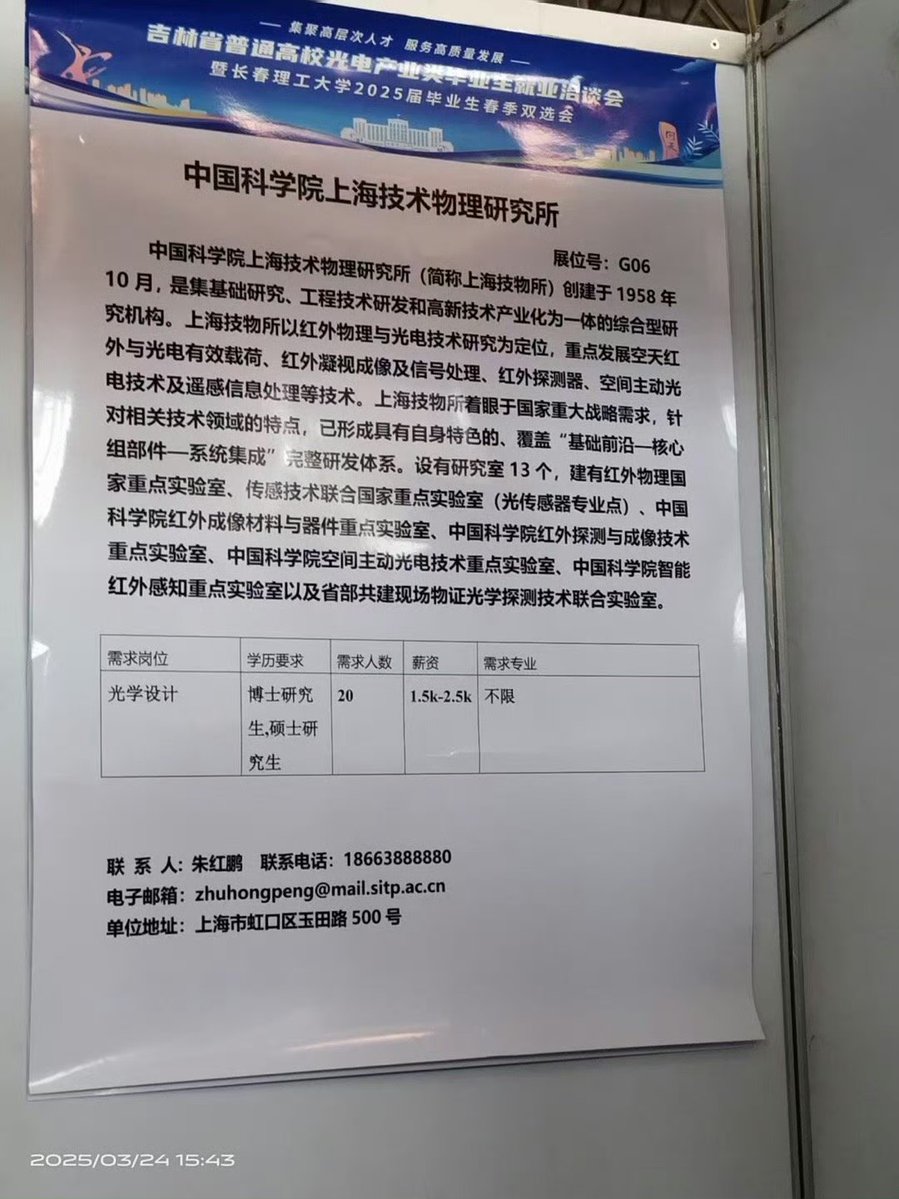 集聚高层次人才 服务高质量发展
吉林省普通高校光电产业类毕业生就业洽谈会
暨长春理工大学2025届毕业生春季双选会
中国科学院上海技术物理研究所
展位号：G06
中国科学院上海技术物理研究所（简称上海技物所）创建于 1958 年
10 月，是集基础研究、工程技术研发和高新技术产业化为一体的综合型研
究机构。上海技物所以红外物理与光电技术研究为定位，重点发展空天红
外与光电有效载荷、红外凝视成像及信号处理、红外探测器、空间主动光
电技术及遥感信息处理等技术。上海技物所着眼于国家重大战略需求，针
对相关技术领域的特点，已形成具有自身特色的、覆盖“基础前沿—核心
组部件—系统集成”完整研发体系。设有研究室 13 个，建有红外物理国
家重点实验室、传感技术联合国家重点实验室（光传感器专业点）、中国
科学院红外成像材料与器件重点实验室、中国科学院红外探测与成像技术
重点实验室、中国科学院空间主动光电技术重点实验室、中国科学院智能
红外感知重点实验室以及省部共建现场物证光学探测技术联合实验室。
需求岗位 学历要求 需求人数 薪资 需求专业
光学设计 博士研究 20 1.5k-2.5k 不限
生,硕士研
究生
联 系 人：朱红鹏 联系电话：18663888880
电子邮箱：zhuhongpeng@mail.sitp.ac.cn
单位地址：上海市虹口区玉田路 500 号
2025/03/24 15:43